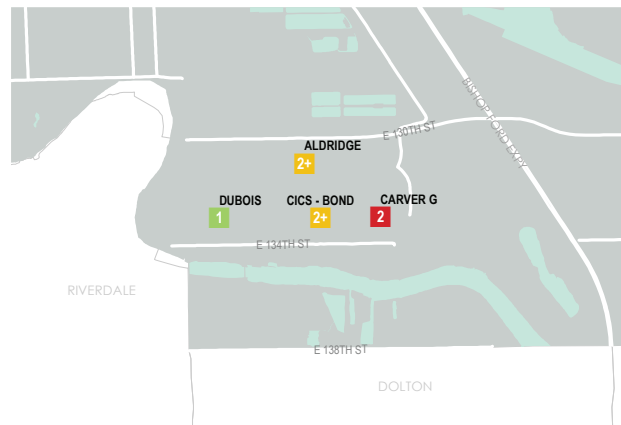 BISHOP FORD EXPY
E 130TH ST
ALDRIDGE
2+
DUBOIS
CICS - BOND
CARVER G
1
2+
2
E 134TH ST
RIVERDALE
E 138TH ST
DOLTON